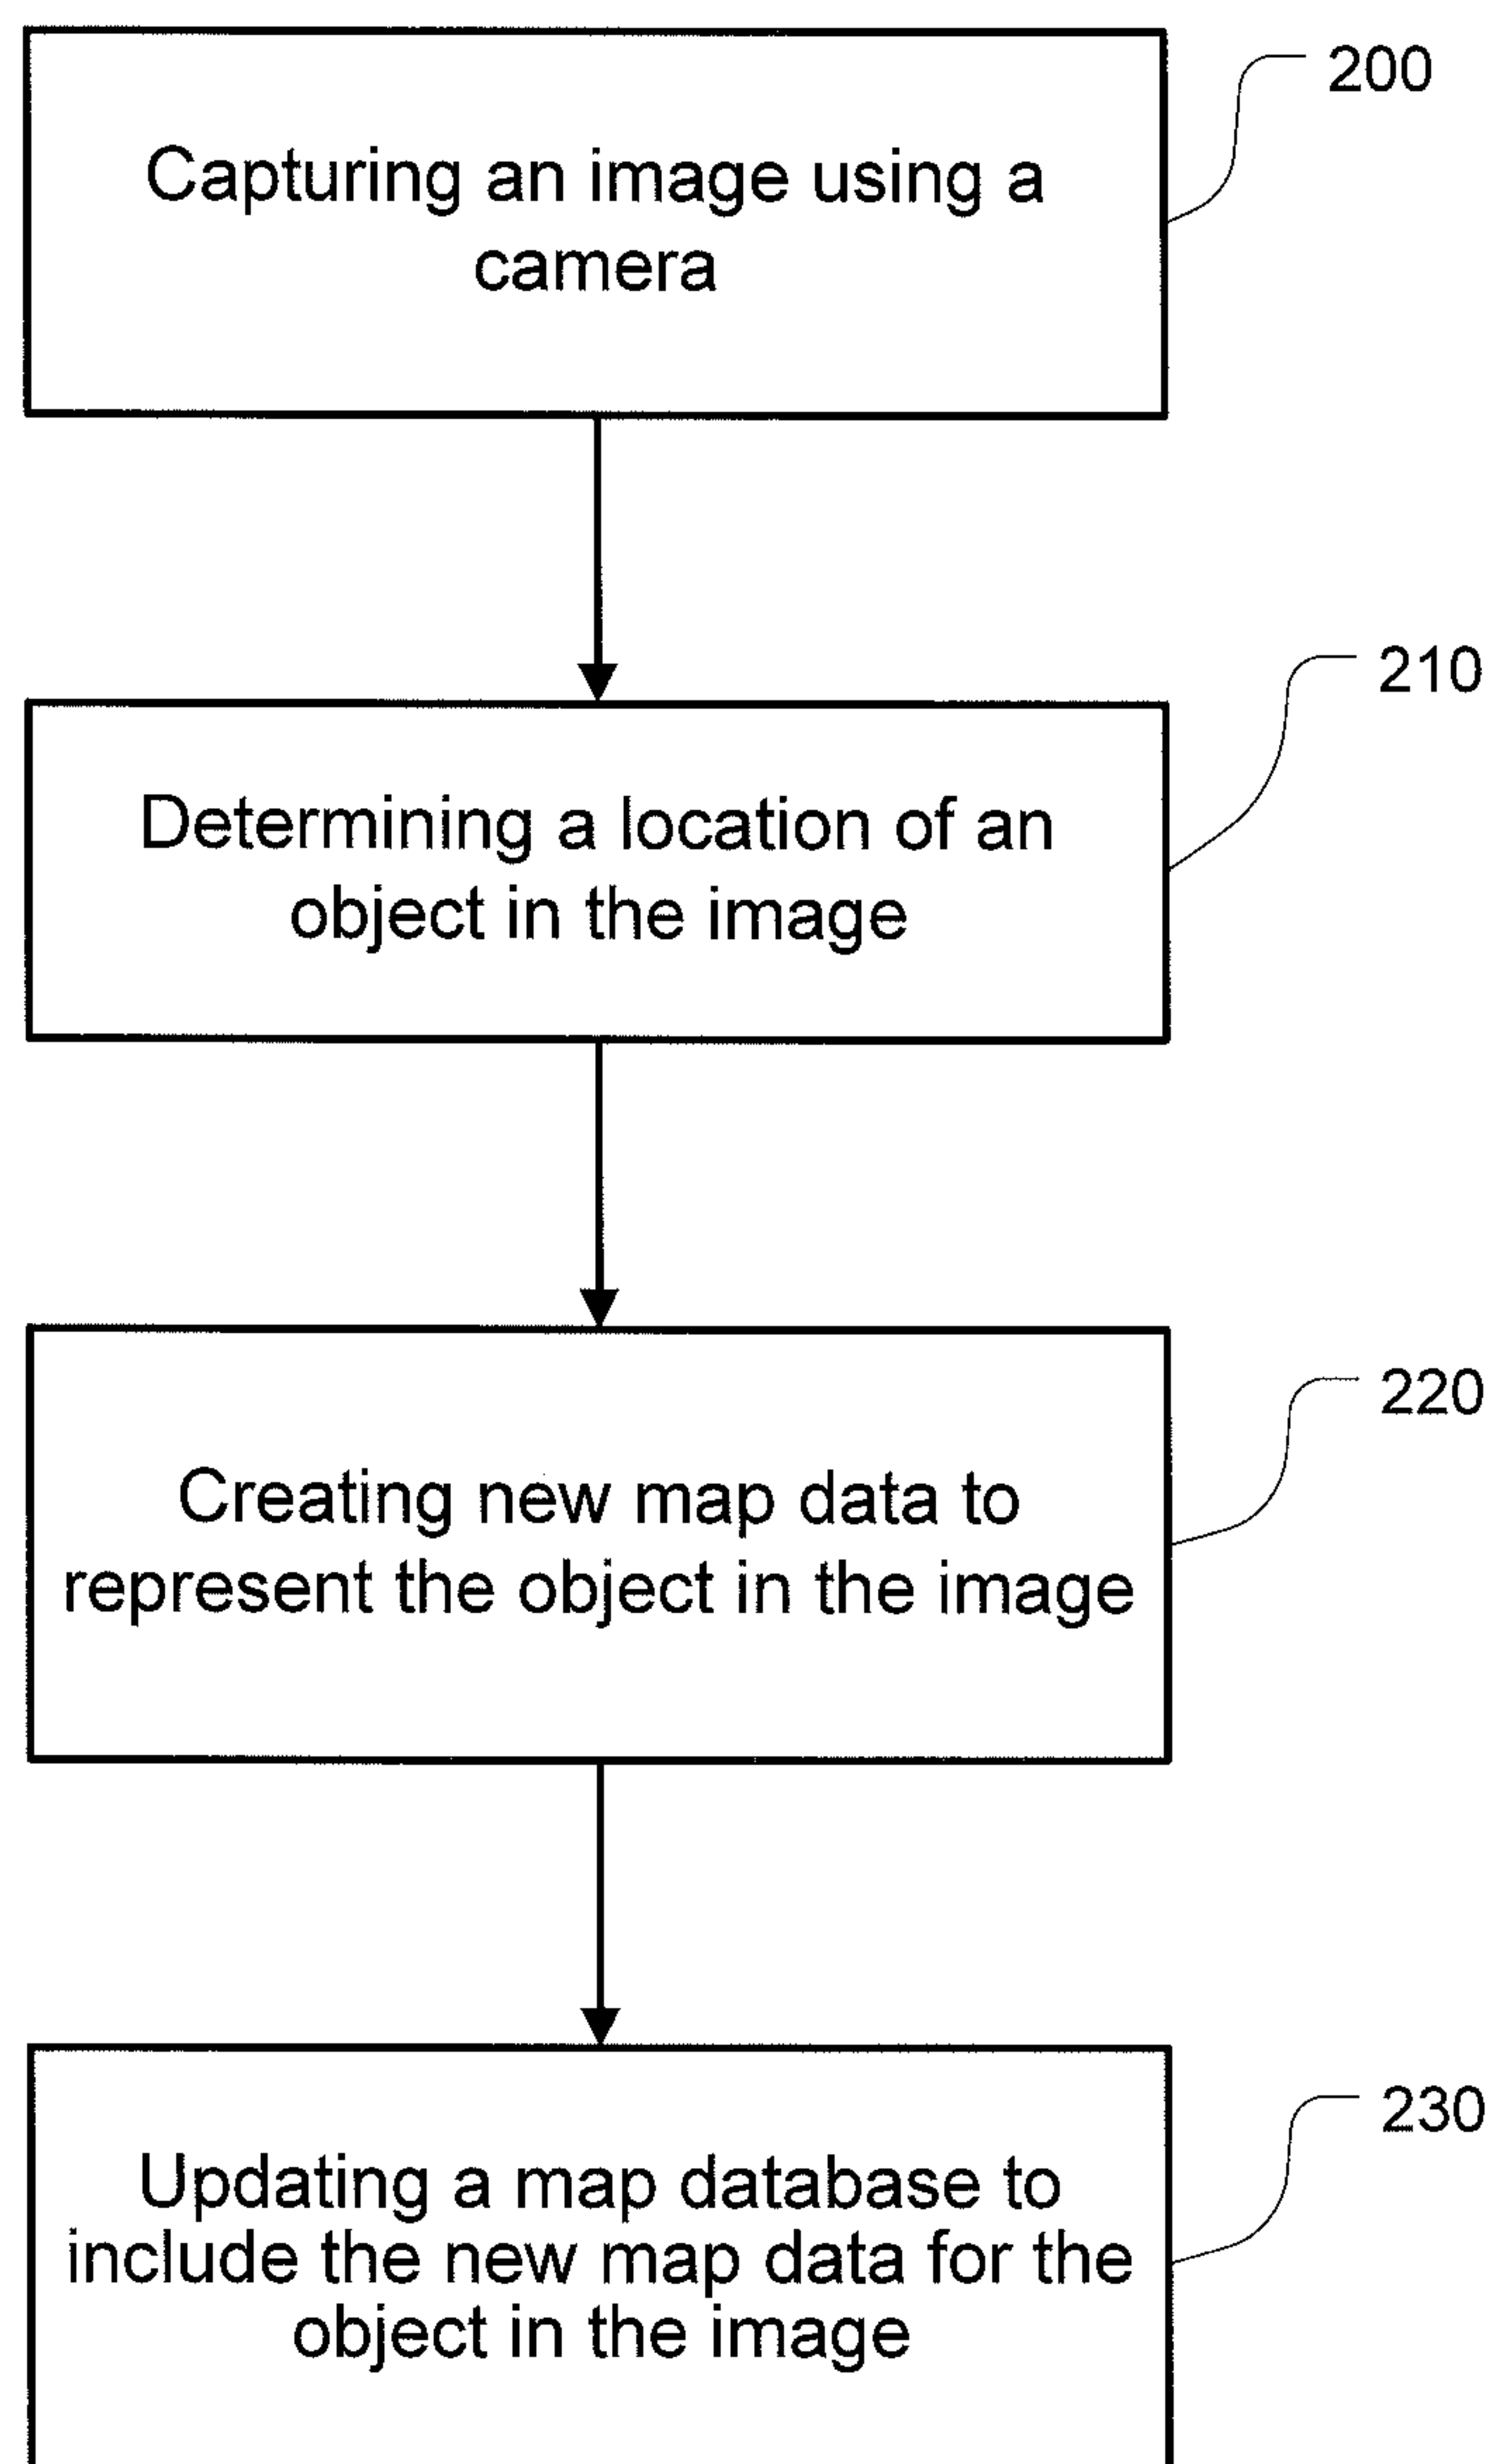 200
Capturing an image using a
camera
210
Determining a location of an
object in the image
220
Creating new map data to
represent the object in the image
230
Updating a map database to
include the new map data for the
object in the image